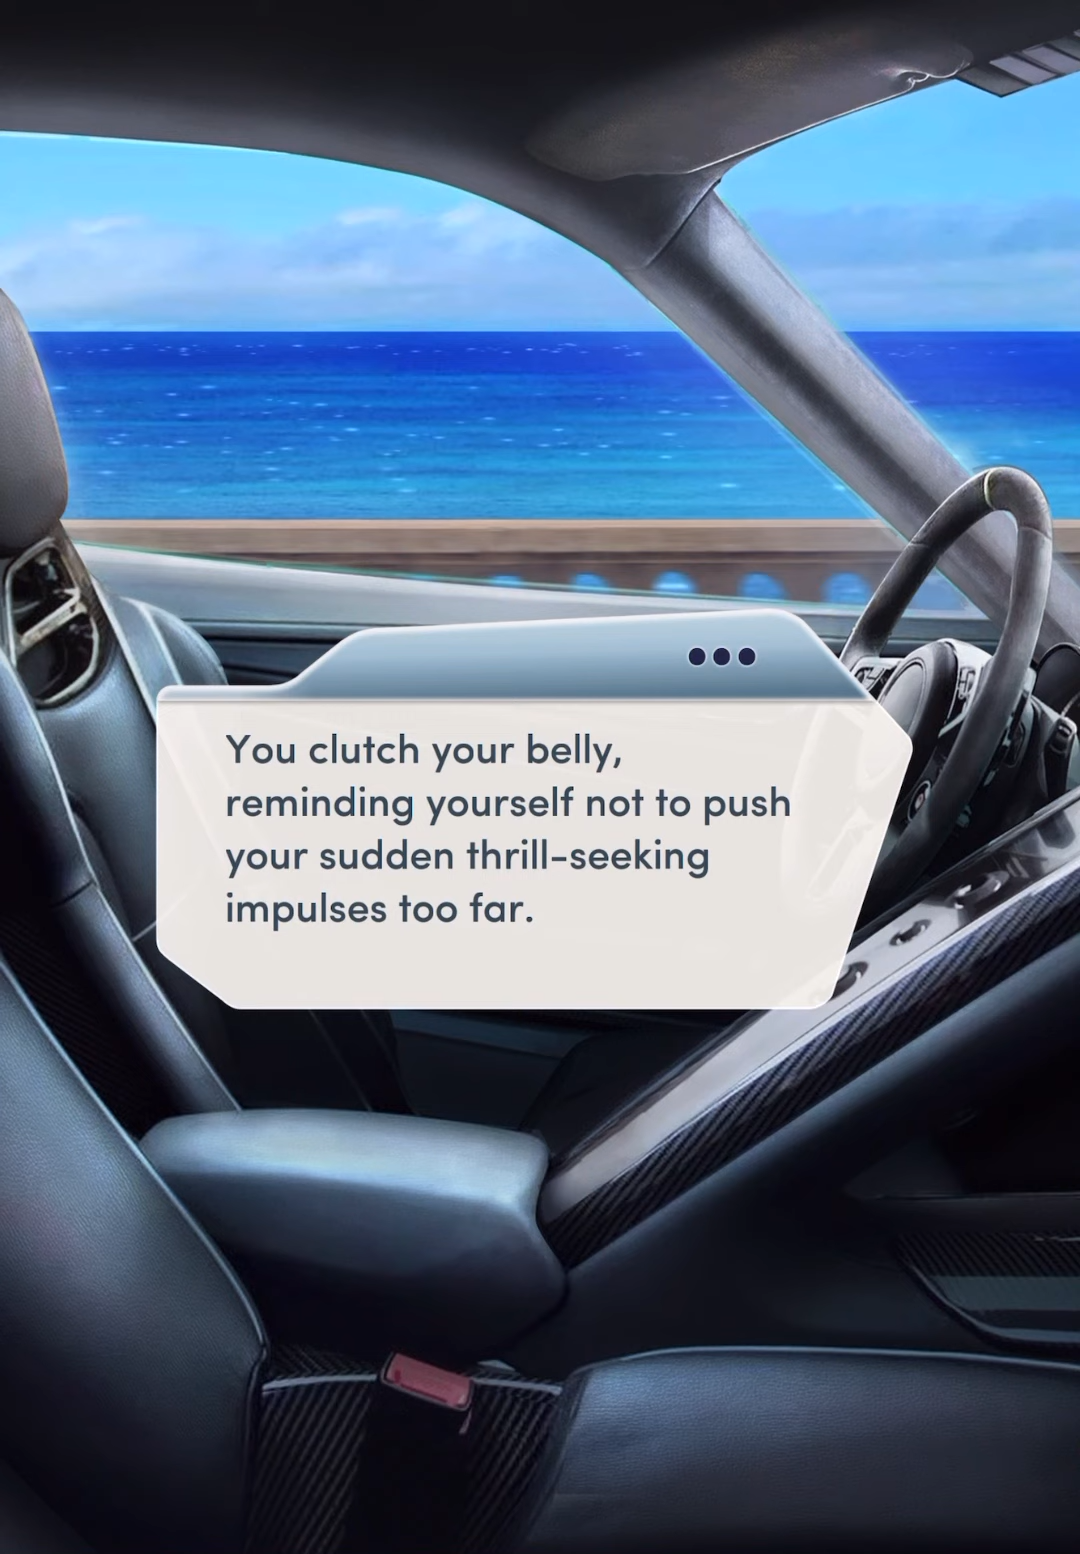 You clutch your belly,
reminding yourself not to push
your sudden thrill-seeking
impulses too far.